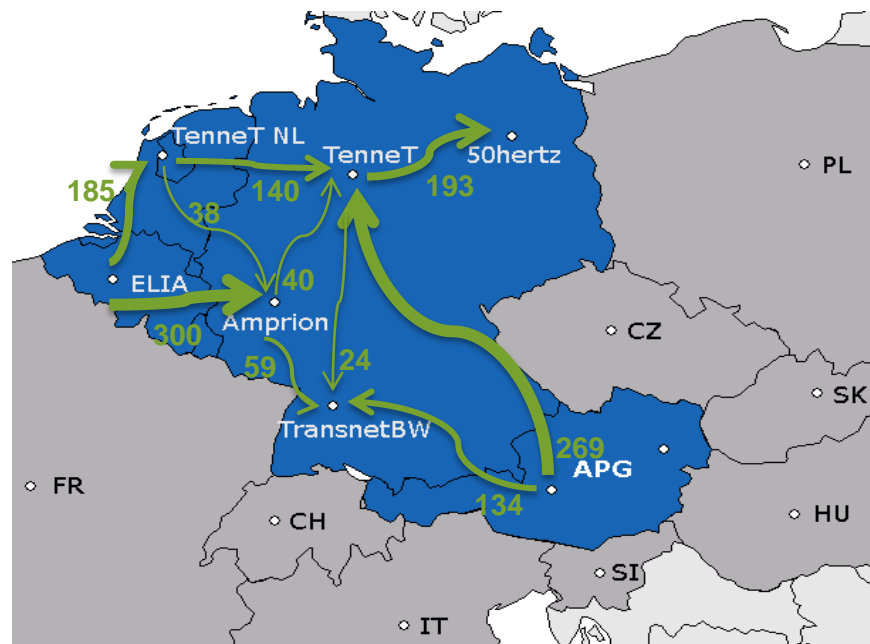 TenneT NL
TenneT
50hertz
PL
185
140
193
38
ELIA
40
Amprion
300
CZ
59
24
SK
TransnetBW
269
APG
FR
134
CH
HU
SI
IT